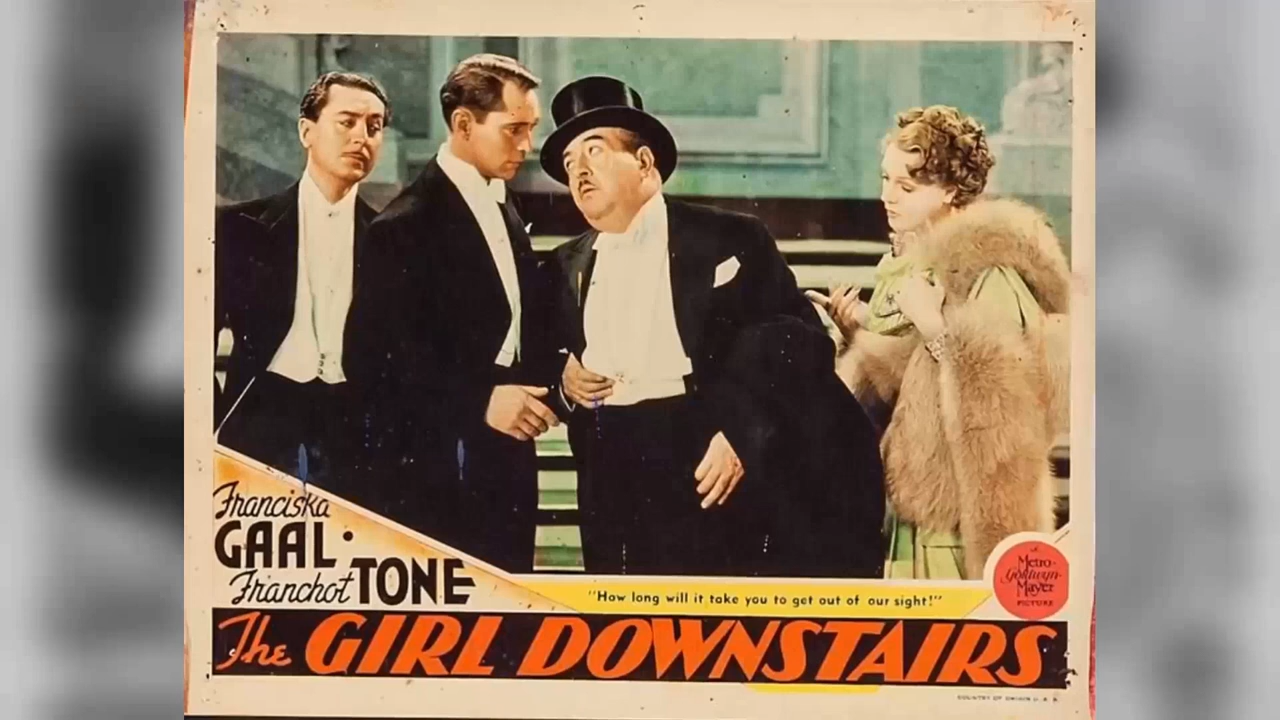 Franciska
GAAL •
Franchot TONE
"How long will it take you to get out of our sight!"
A
Metro-
Goldwyn-
Mayer
PICTURE
The GIRL DOWNSTAIRS
COUNTRY OF ORIGIN U.S.A.